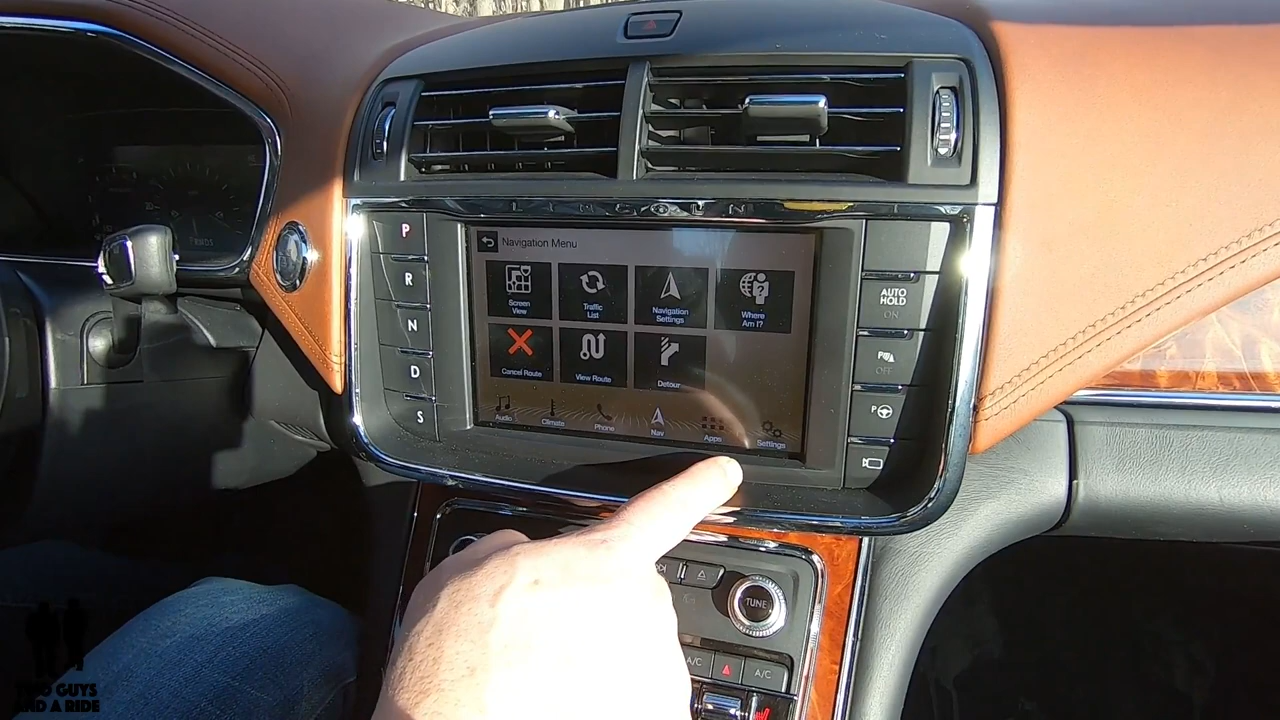 LINCOLN
P
R
N
D
S
Navigation Menu
Screen
View
Traffic
List
Navigation
Settings
Where
Am I?
Cancel Route
View Route
Detour
Audio
Climate
Phone
Nav
Apps
Settings
AUTO
HOLD
ON
OFF
P
PRNDS
TUNE
A/C
A/C
TWO GUYS
AND A RIDE